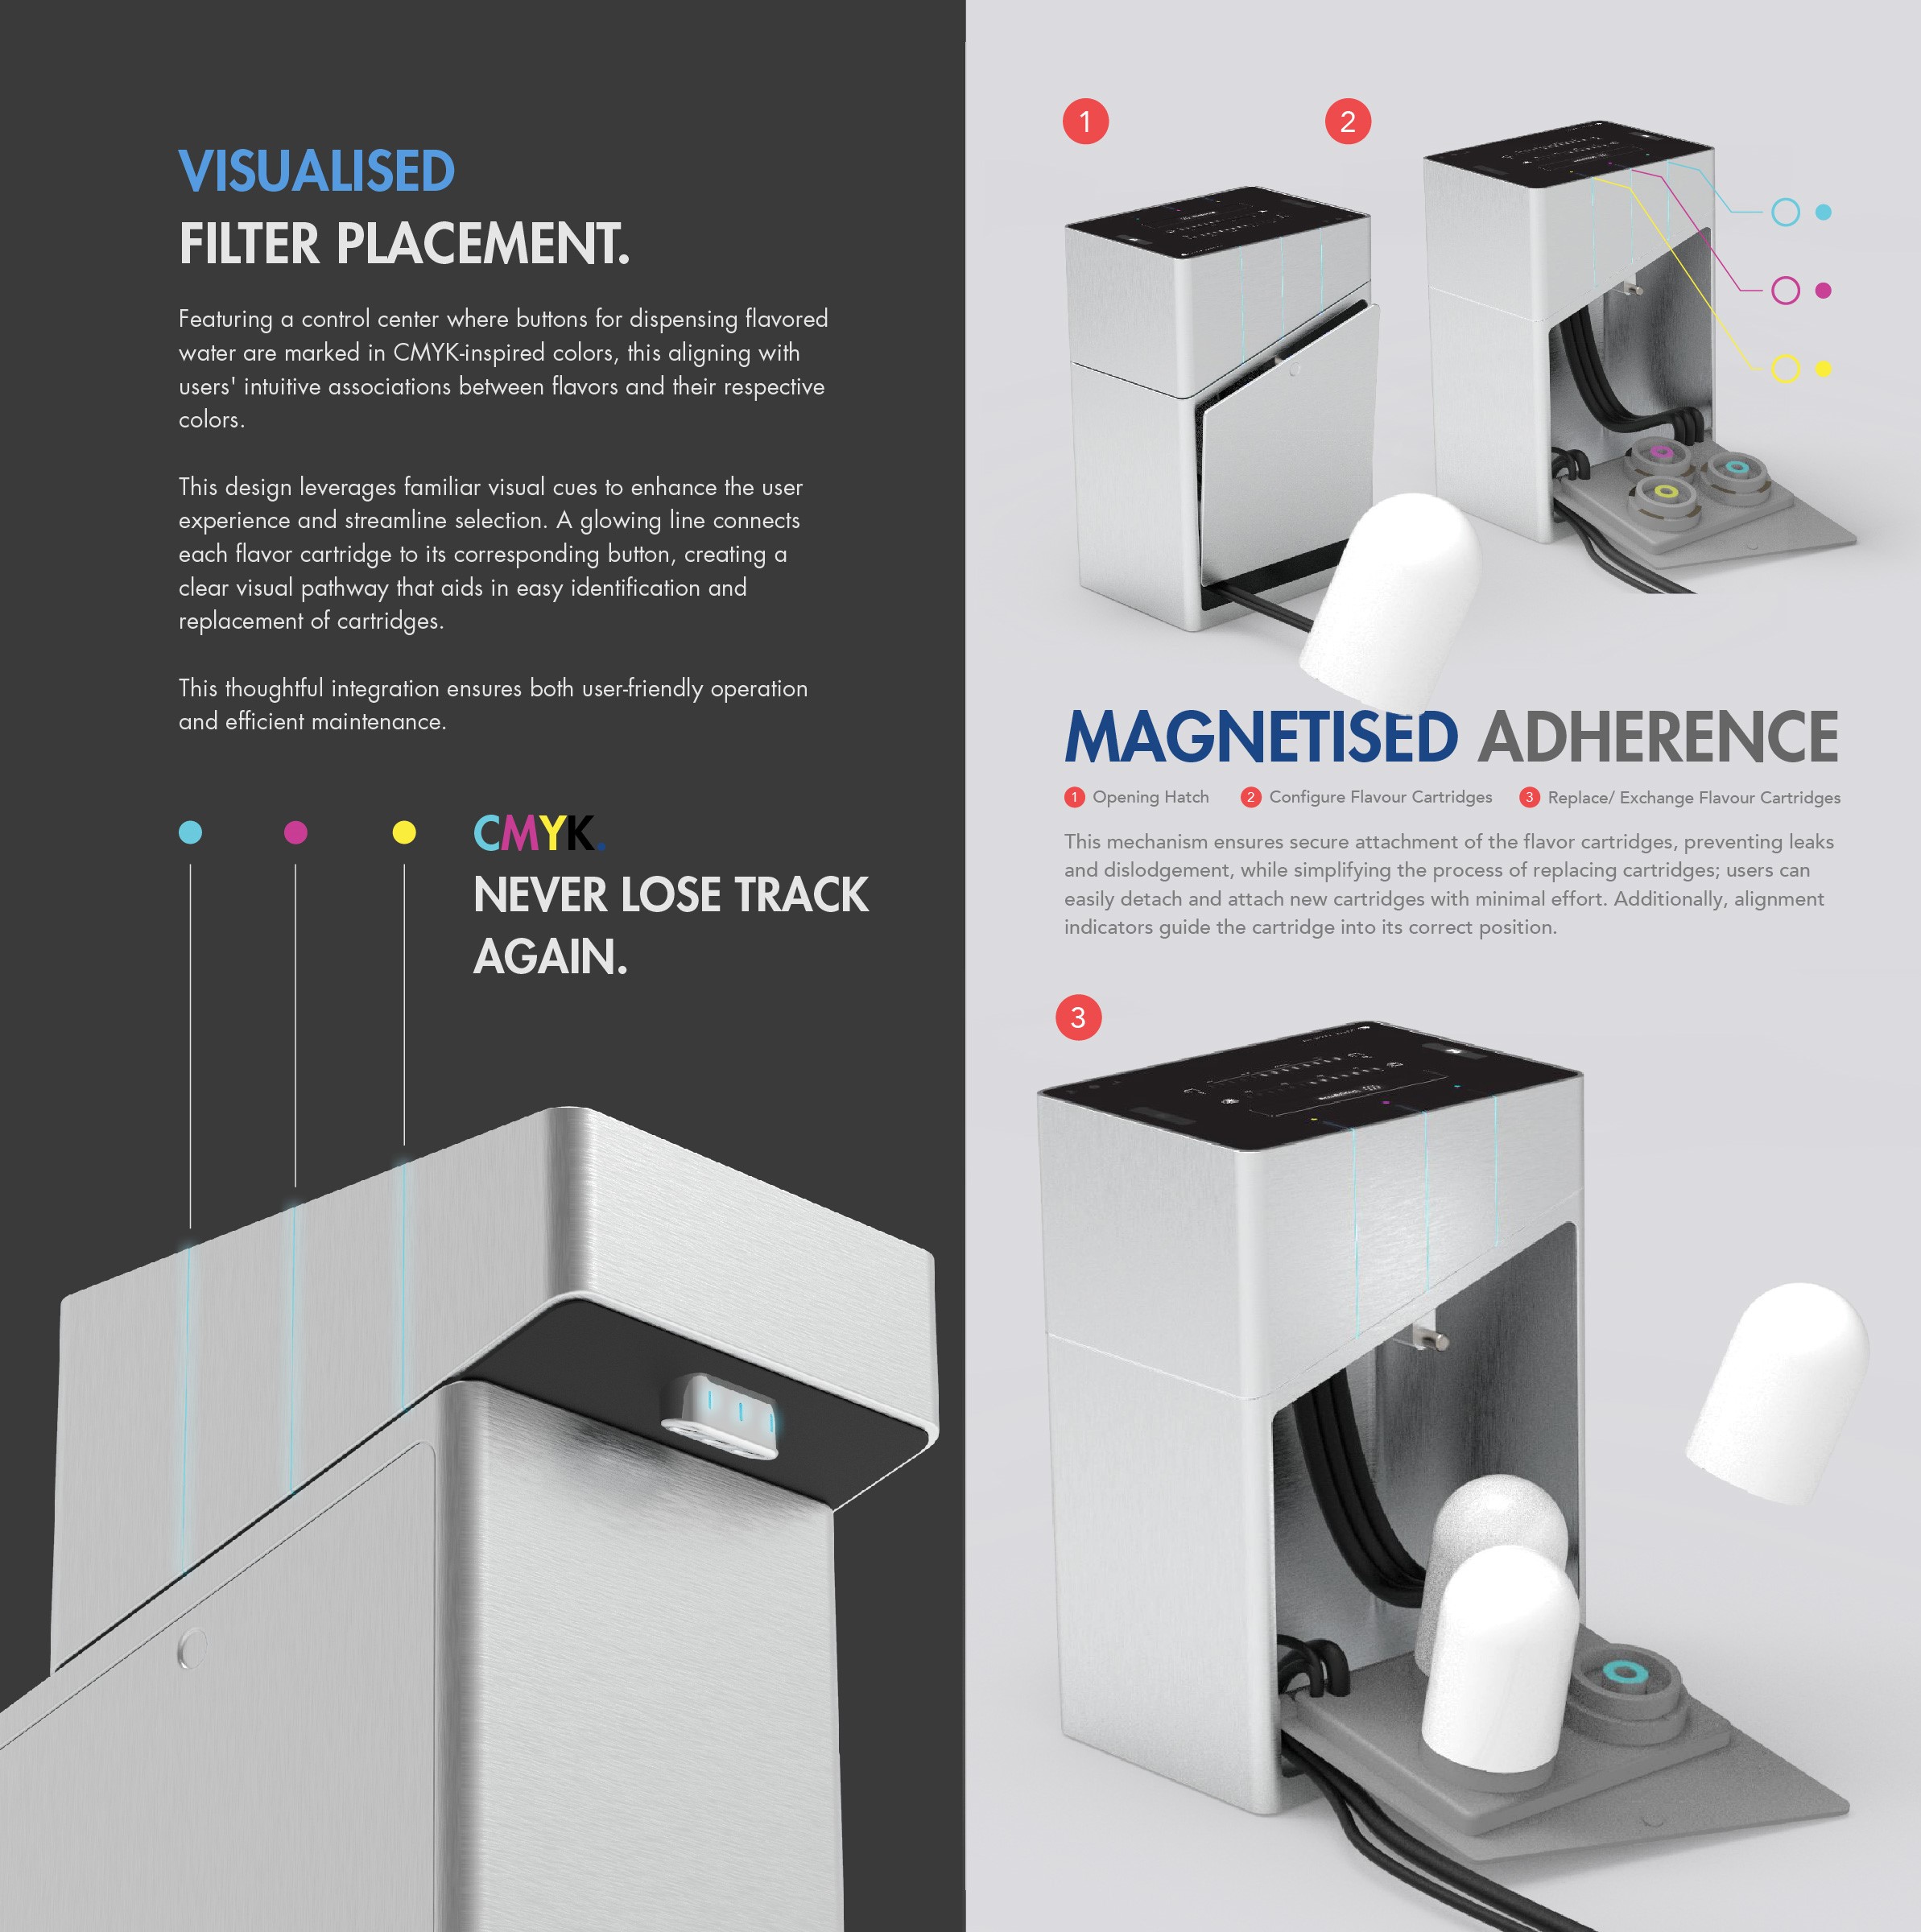 VISUALISED
FILTER PLACEMENT.
Featuring a control center where buttons for dispensing flavored
water are marked in CMYK-inspired colors, this aligning with
users' intuitive associations between flavors and their respective
colors.
This design leverages familiar visual cues to enhance the user
experience and streamline selection. A glowing line connects
each flavor cartridge to its corresponding button, creating a
clear visual pathway that aids in easy identification and
replacement of cartridges.
This thoughtful integration ensures both user-friendly operation
and efficient maintenance.
CMYK.
NEVER LOSE TRACK
AGAIN.
1
2
MAGNETISED ADHERENCE
1 Opening Hatch 2 Configure Flavour Cartridges 3 Replace/ Exchange Flavour Cartridges
This mechanism ensures secure attachment of the flavor cartridges, preventing leaks
and dislodgement, while simplifying the process of replacing cartridges; users can
easily detach and attach new cartridges with minimal effort. Additionally, alignment
indicators guide the cartridge into its correct position.
3